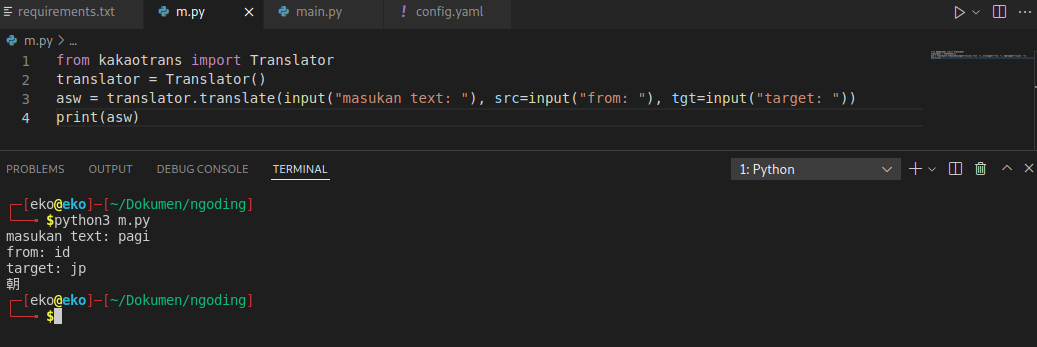 requirements.txt m.py main.py config.yaml
m.py > ...
1 from kakaotrans import Translator
2 translator = Translator()
3 asw = translator.translate(input("masukan text: "), src=input("from: "), tgt=input("target: "))
4 print(asw)
PROBLEMS OUTPUT DEBUG CONSOLE TERMINAL 1: Python
[eko@eko]─[~/Dokumen/ngoding]
$python3 m.py
masukan text: pagi
from: id
target: jp
朝
[eko@eko]─[~/Dokumen/ngoding]
$